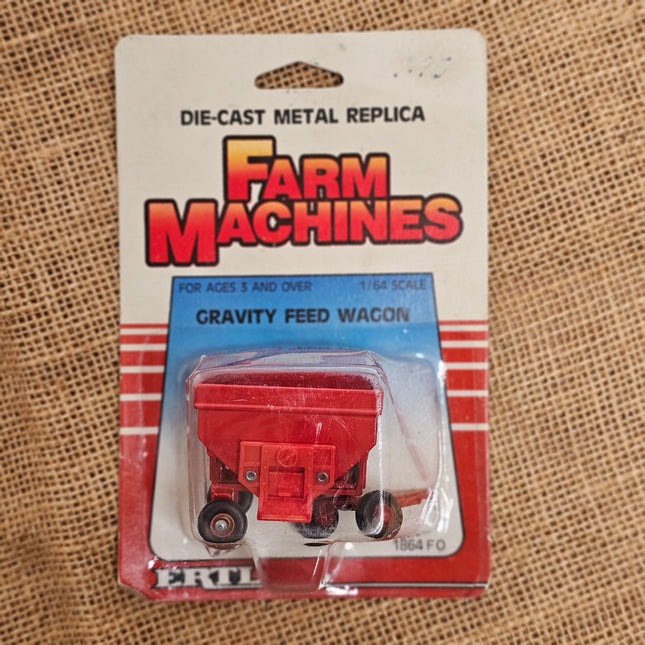 DIE-CAST METAL REPLICA
FARM
MACHINES
FOR AGES 3 AND OVER 1/64 SCALE
GRAVITY FEED WAGON
1864 FO
ERTL